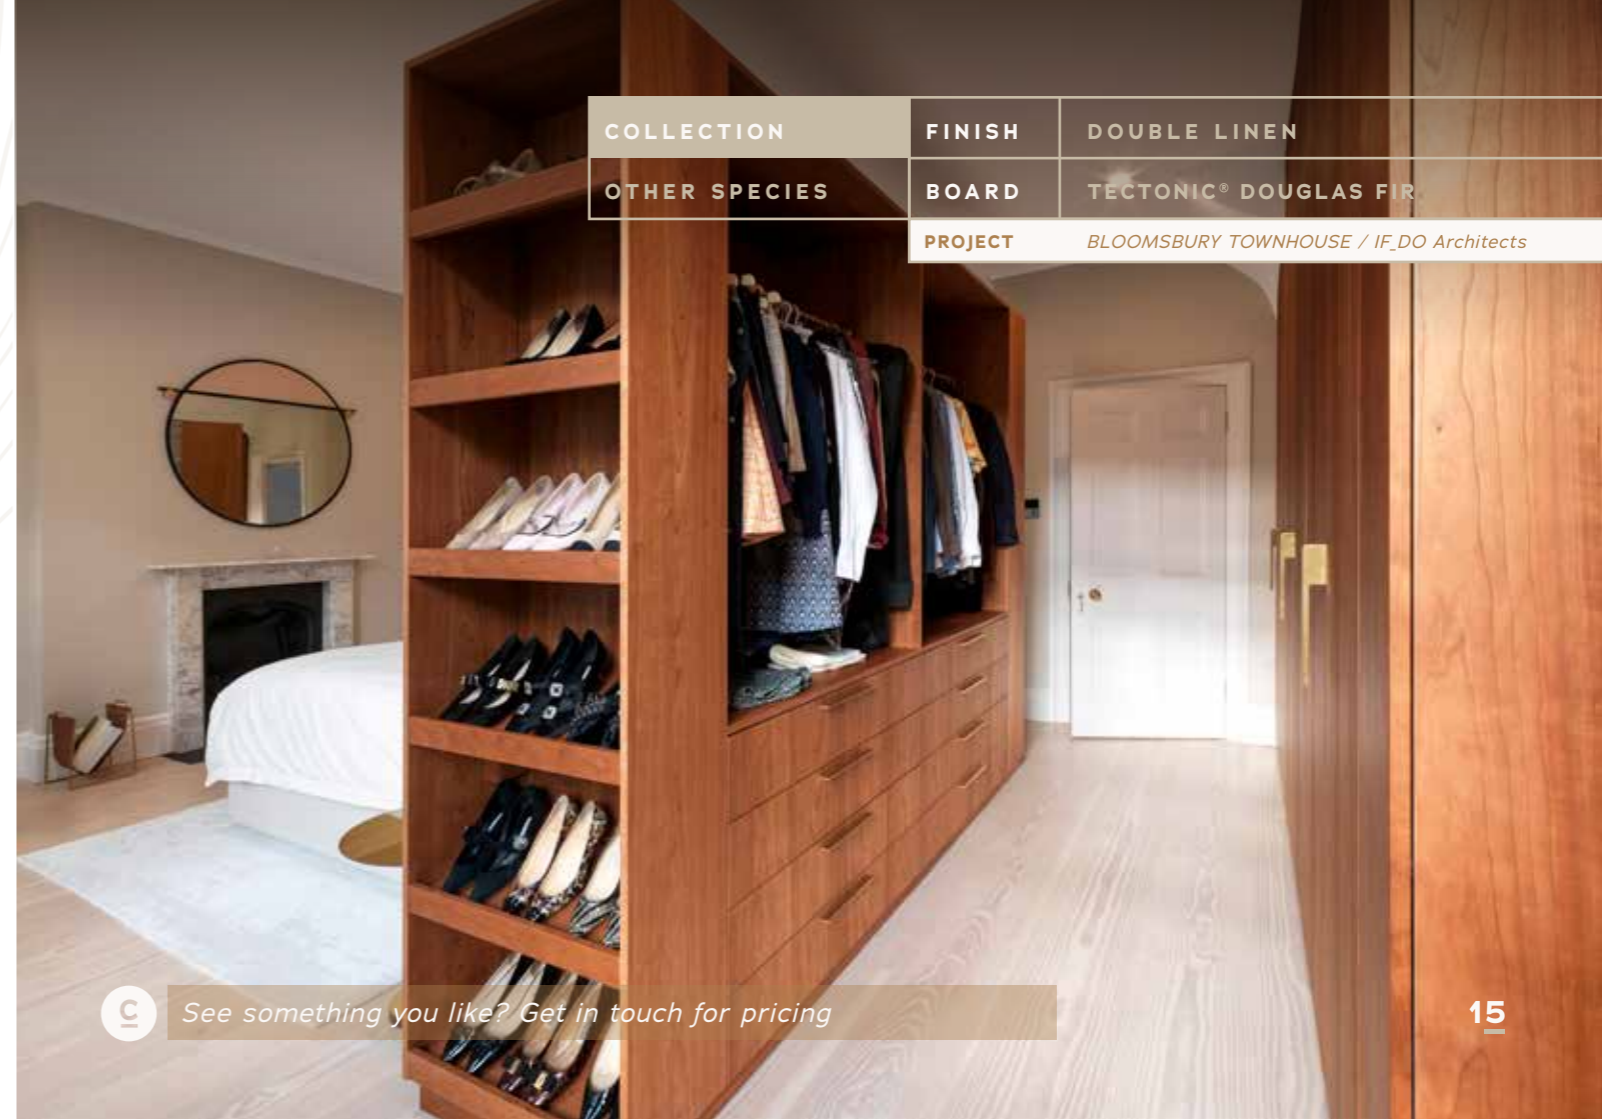 COLLECTION FINISH DOUBLE LINEN
OTHER SPECIES BOARD TECTONIC® DOUGLAS FIR
PROJECT BLOOMSBURY TOWNHOUSE / IF_DO Architects
C See something you like? Get in touch for pricing
15